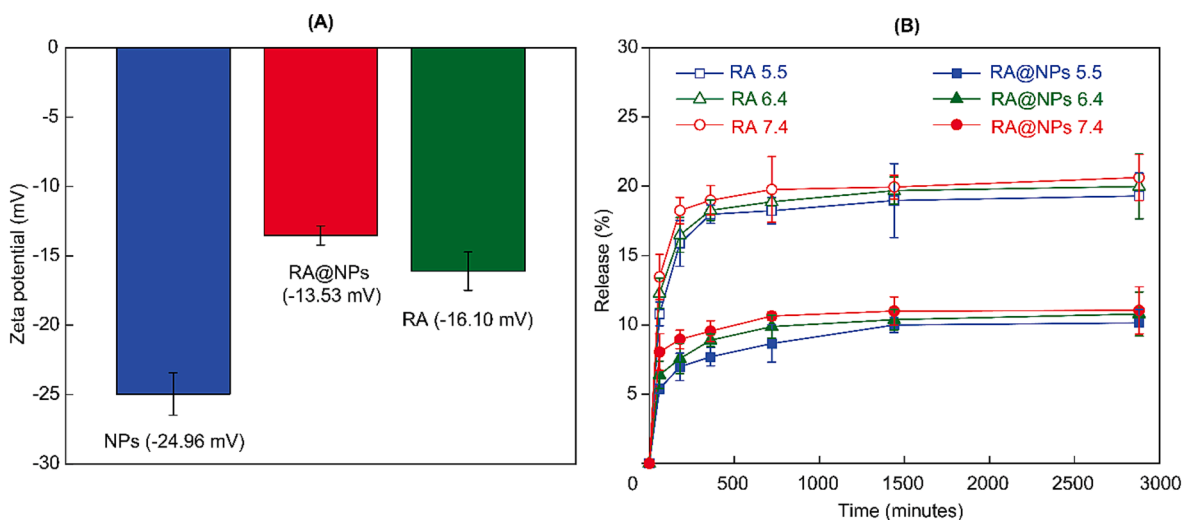 (A)
Zeta potential (mV)
0
-5
-10
-15
-20
-25
-30
NPs (-24.96 mV)
RA@NPs
(-13.53 mV)
RA (-16.10 mV)
(B)
Release (%)
30
25
20
15
10
5
0
500
1000
1500
2000
2500
3000
Time (minutes)
RA 5.5
RA 6.4
RA 7.4
RA@NPs 5.5
RA@NPs 6.4
RA@NPs 7.4